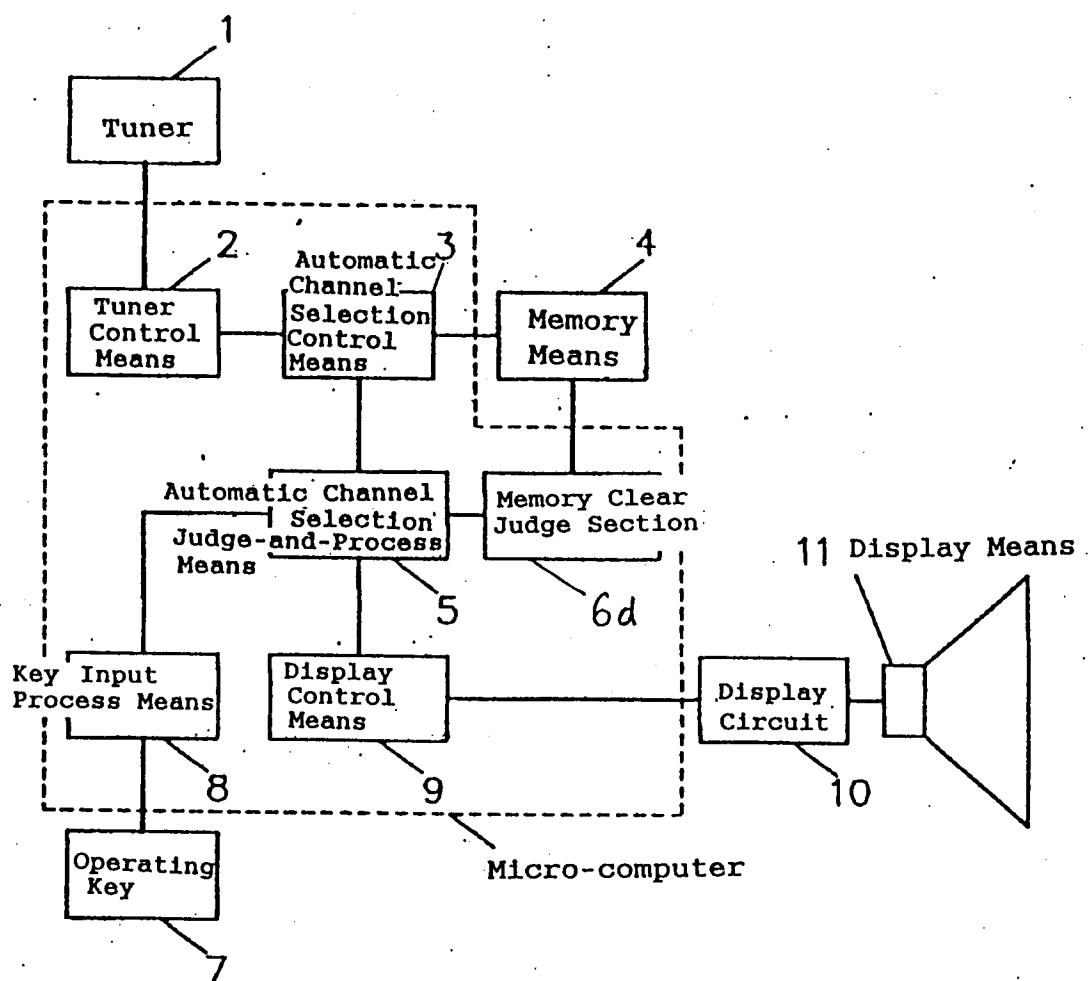 1
Tuner
2
Tuner
Control
Means
3
Automatic
Channel
Selection
Control
Means
4
Memory
Means
Automatic Channel
Selection
Judge-and-Process
Means
5
Memory Clear
Judge Section
6d
11 Display Means
Key Input
Process Means
8
Display
Control
Means
9
Display
Circuit
10
Micro-computer
Operating
Key
7